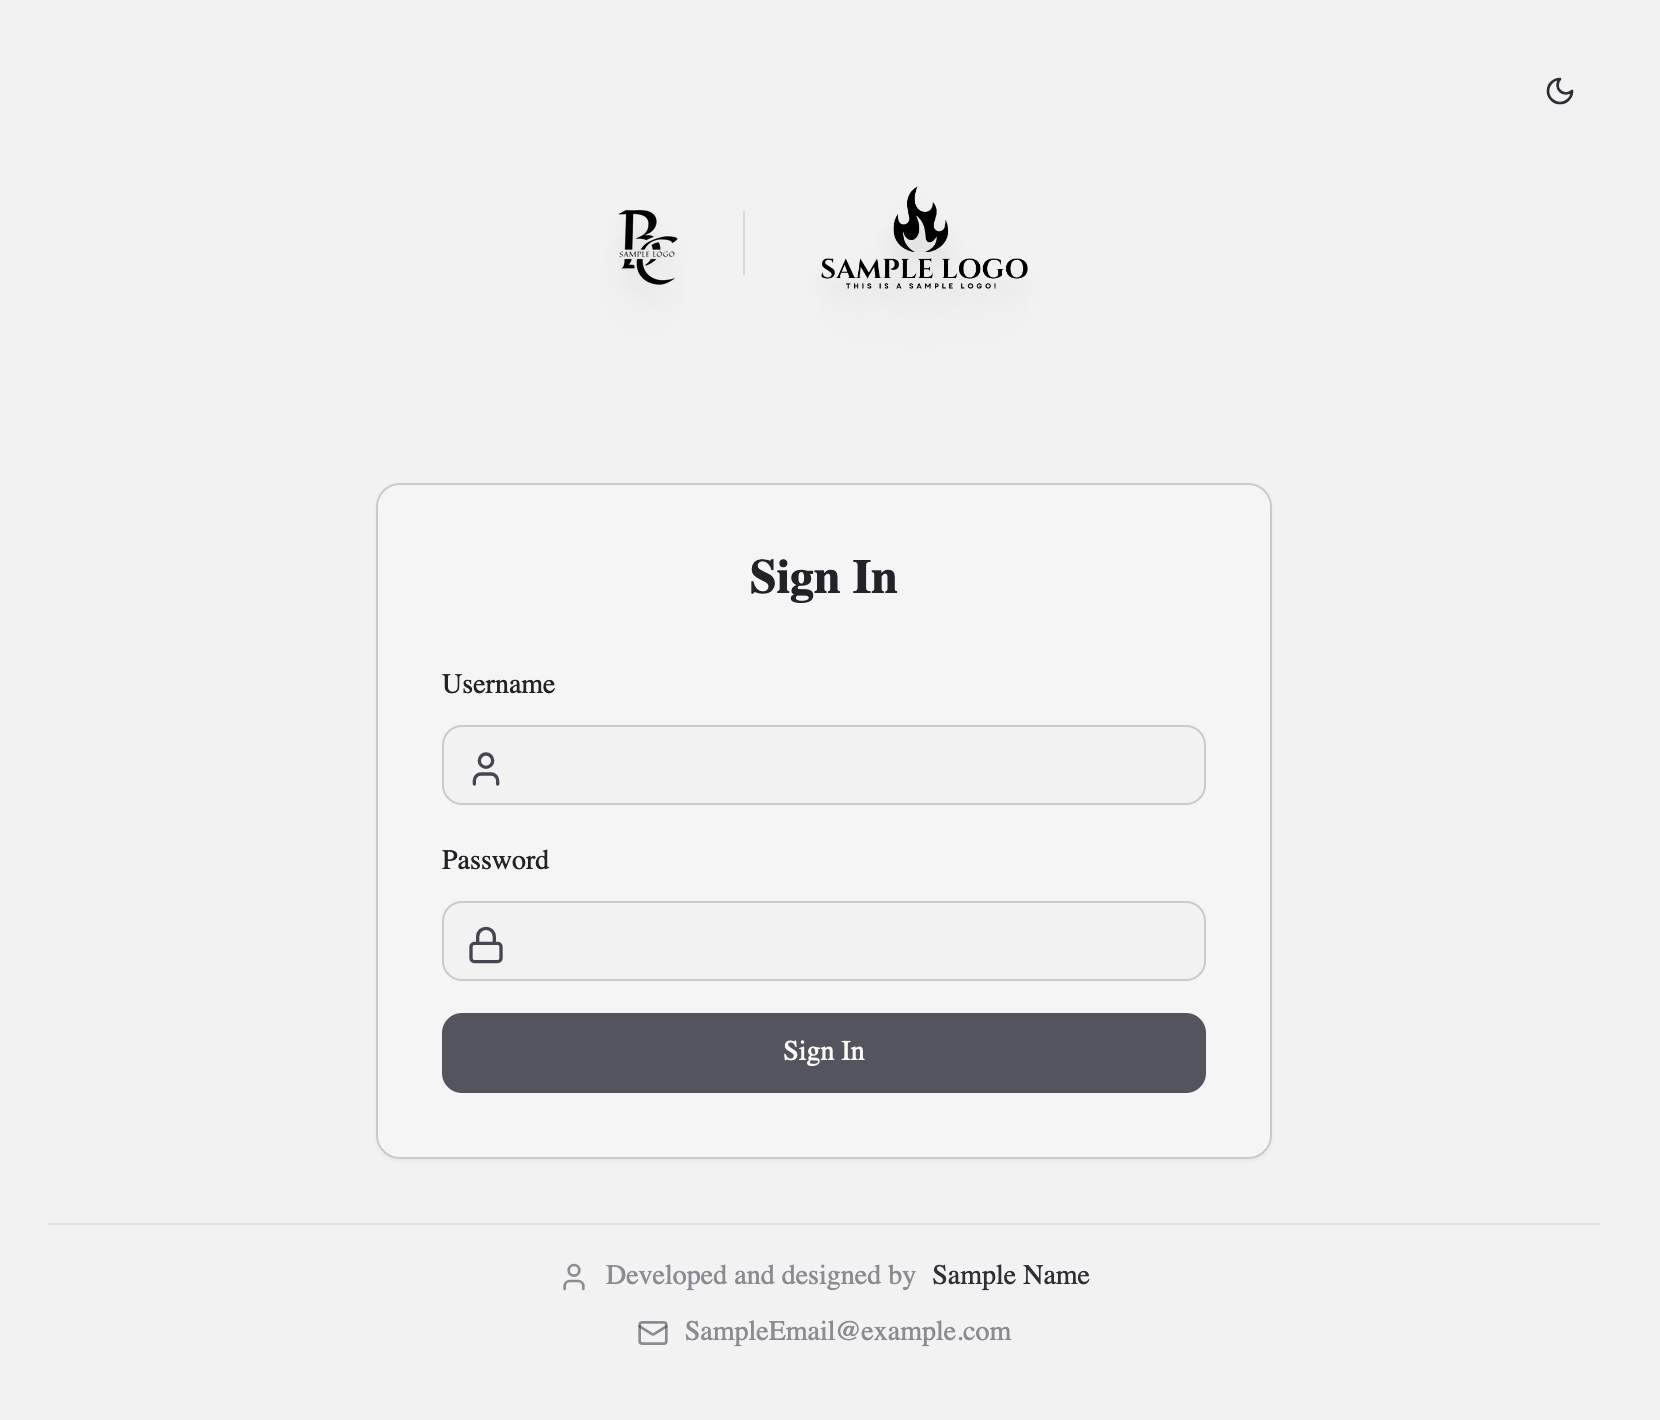 SAMPLE LOGO
SAMPLE LOGO
THIS IS A SAMPLE LOGO!
Sign In
Username
Password
Sign In
Developed and designed by Sample Name
SampleEmail@example.com